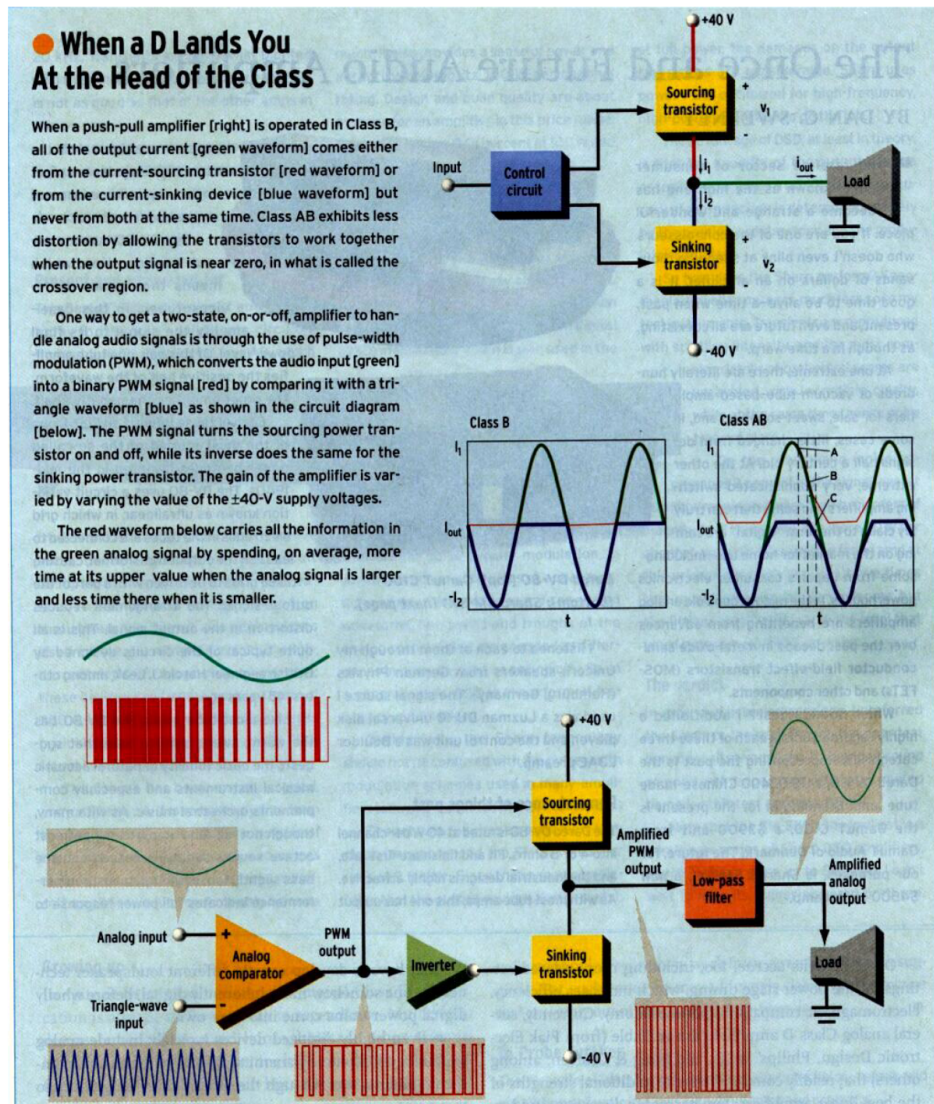 When a D Lands You
At the Head of the Class
When a push-pull amplifier [right] is operated in Class B,
all of the output current [green waveform] comes either
from the current-sourcing transistor [red waveform] or
from the current-sinking device [blue waveform] but
never from both at the same time. Class AB exhibits less
distortion by allowing the transistors to work together
when the output signal is near zero, in what is called the
crossover region.
One way to get a two-state, on-or-off, amplifier to han-
dle analog audio signals is through the use of pulse-width
modulation (PWM), which converts the audio input [green]
into a binary PWM signal [red] by comparing it with a tri-
angle waveform [blue] as shown in the circuit diagram
[below]. The PWM signal turns the sourcing power tran-
sistor on and off, while its inverse does the same for the
sinking power transistor. The gain of the amplifier is var-
ied by varying the value of the ±40-V supply voltages.
The red waveform below carries all the information in
the green analog signal by spending, on average, more
time at its upper value when the analog signal is larger
and less time there when it is smaller.
+40 V
Sourcing
transistor
+
v1
-
Input
Control
circuit
i1
iout
Load
i2
Sinking
transistor
+
v2
-
-40 V
Class B
I1
Iout
-I2
t
Class AB
I1
A
B
C
Iout
-I2
t
+40 V
Sourcing
transistor
Amplified
PWM
output
Low-pass
filter
Amplified
analog
output
Analog input
+
Analog
comparator
-
Triangle-wave
input
PWM
output
Inverter
Sinking
transistor
Load
-40 V